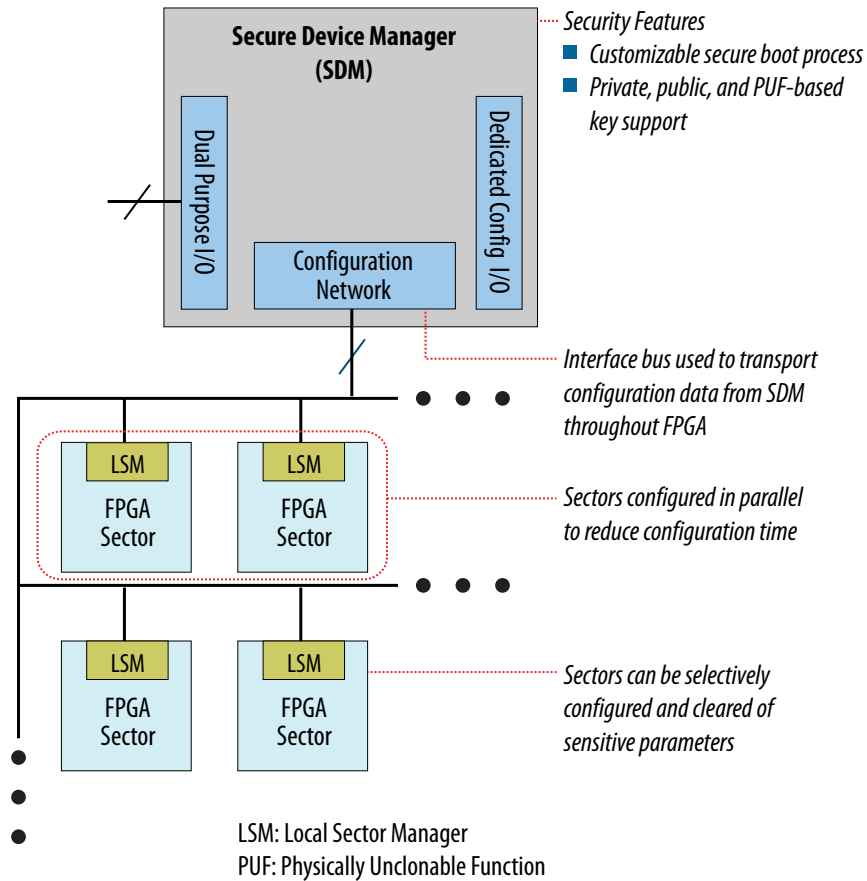 Secure Device Manager
(SDM)
Security Features
Customizable secure boot process
Private, public, and PUF-based
key support
Dual Purpose I/O
Dedicated Config I/O
Configuration
Network
Interface bus used to transport
configuration data from SDM
throughout FPGA
LSM
FPGA
Sector
LSM
FPGA
Sector
Sectors configured in parallel
to reduce configuration time
LSM
FPGA
Sector
LSM
FPGA
Sector
Sectors can be selectively
configured and cleared of
sensitive parameters
LSM: Local Sector Manager
PUF: Physically Unclonable Function